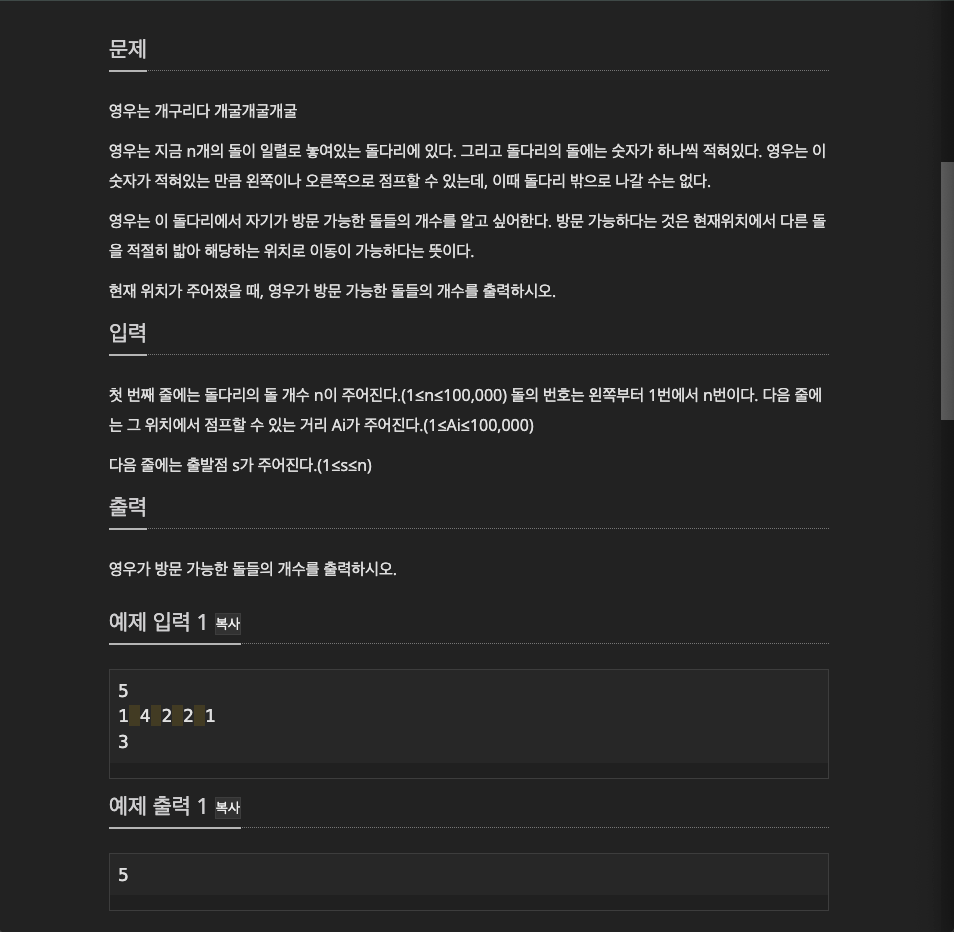 문제
영우는 개구리다 개굴개굴개굴
영우는 지금 n개의 돌이 일렬로 놓여있는 돌다리에 있다. 그리고 돌다리의 돌에는 숫자가 하나씩 적혀있다. 영우는 이
숫자가 적혀있는 만큼 왼쪽이나 오른쪽으로 점프할 수 있는데, 이때 돌다리 밖으로 나갈 수는 없다.
영우는 이 돌다리에서 자기가 방문 가능한 돌들의 개수를 알고 싶어한다. 방문 가능하다는 것은 현재위치에서 다른 돌
을 적절히 밟아 해당하는 위치로 이동이 가능하다는 뜻이다.
현재 위치가 주어졌을 때, 영우가 방문 가능한 돌들의 개수를 출력하시오.
입력
첫 번째 줄에는 돌다리의 돌 개수 n이 주어진다.(1≤n≤100,000) 돌의 번호는 왼쪽부터 1번에서 n번이다. 다음 줄에
는 그 위치에서 점프할 수 있는 거리 Ai가 주어진다.(1≤Ai≤100,000)
다음 줄에는 출발점 s가 주어진다.(1≤s≤n)
출력
영우가 방문 가능한 돌들의 개수를 출력하시오.
예제 입력 1 복사
5
1 4 2 2 1
3
예제 출력 1 복사
5